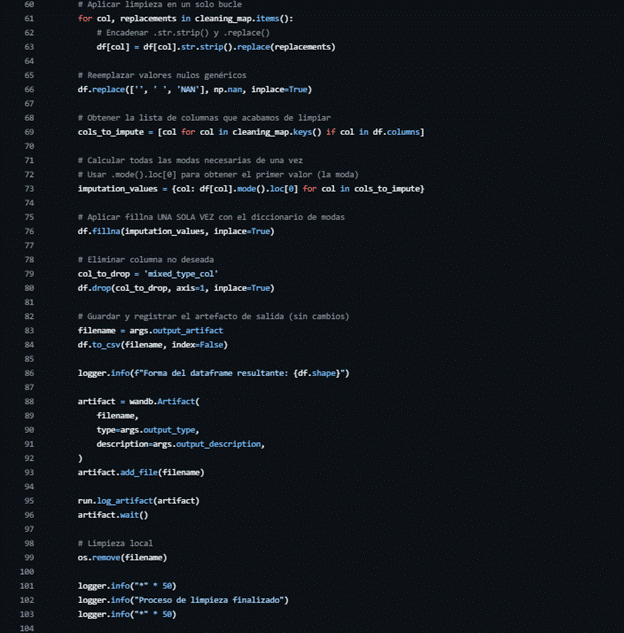 60 # Aplicar limpieza en un solo bucle
61 for col, replacements in cleaning_map.items():
62     # Encadenar .str.strip() y .replace()
63     df[col] = df[col].str.strip().replace(replacements)
64
65 # Reemplazar valores nulos genéricos
66 df.replace(['', ' ', 'NAN'], np.nan, inplace=True)
67
68 # Obtener la lista de columnas que acabamos de limpiar
69 cols_to_impute = [col for col in cleaning_map.keys() if col in df.columns]
70
71 # Calcular todas las modas necesarias de una vez
72 # Usar .mode().loc[0] para obtener el primer valor (la moda)
73 imputation_values = {col: df[col].mode().loc[0] for col in cols_to_impute}
74
75 # Aplicar fillna UNA SOLA VEZ con el diccionario de modas
76 df.fillna(imputation_values, inplace=True)
77
78 # Eliminar columna no deseada
79 col_to_drop = 'mixed_type_col'
80 df.drop(col_to_drop, axis=1, inplace=True)
81
82 # Guardar y registrar el artefacto de salida (sin cambios)
83 filename = args.output_artifact
84 df.to_csv(filename, index=False)
85
86 logger.info(f"Forma del dataframe resultante: {df.shape}")
87
88 artifact = wandb.Artifact(
89     filename,
90     type=args.output_type,
91     description=args.output_description,
92 )
93 artifact.add_file(filename)
94
95 run.log_artifact(artifact)
96 artifact.wait()
97
98 # Limpieza local
99 os.remove(filename)
100
101 logger.info("*" * 50)
102 logger.info("Proceso de limpieza finalizado")
103 logger.info("*" * 50)
104